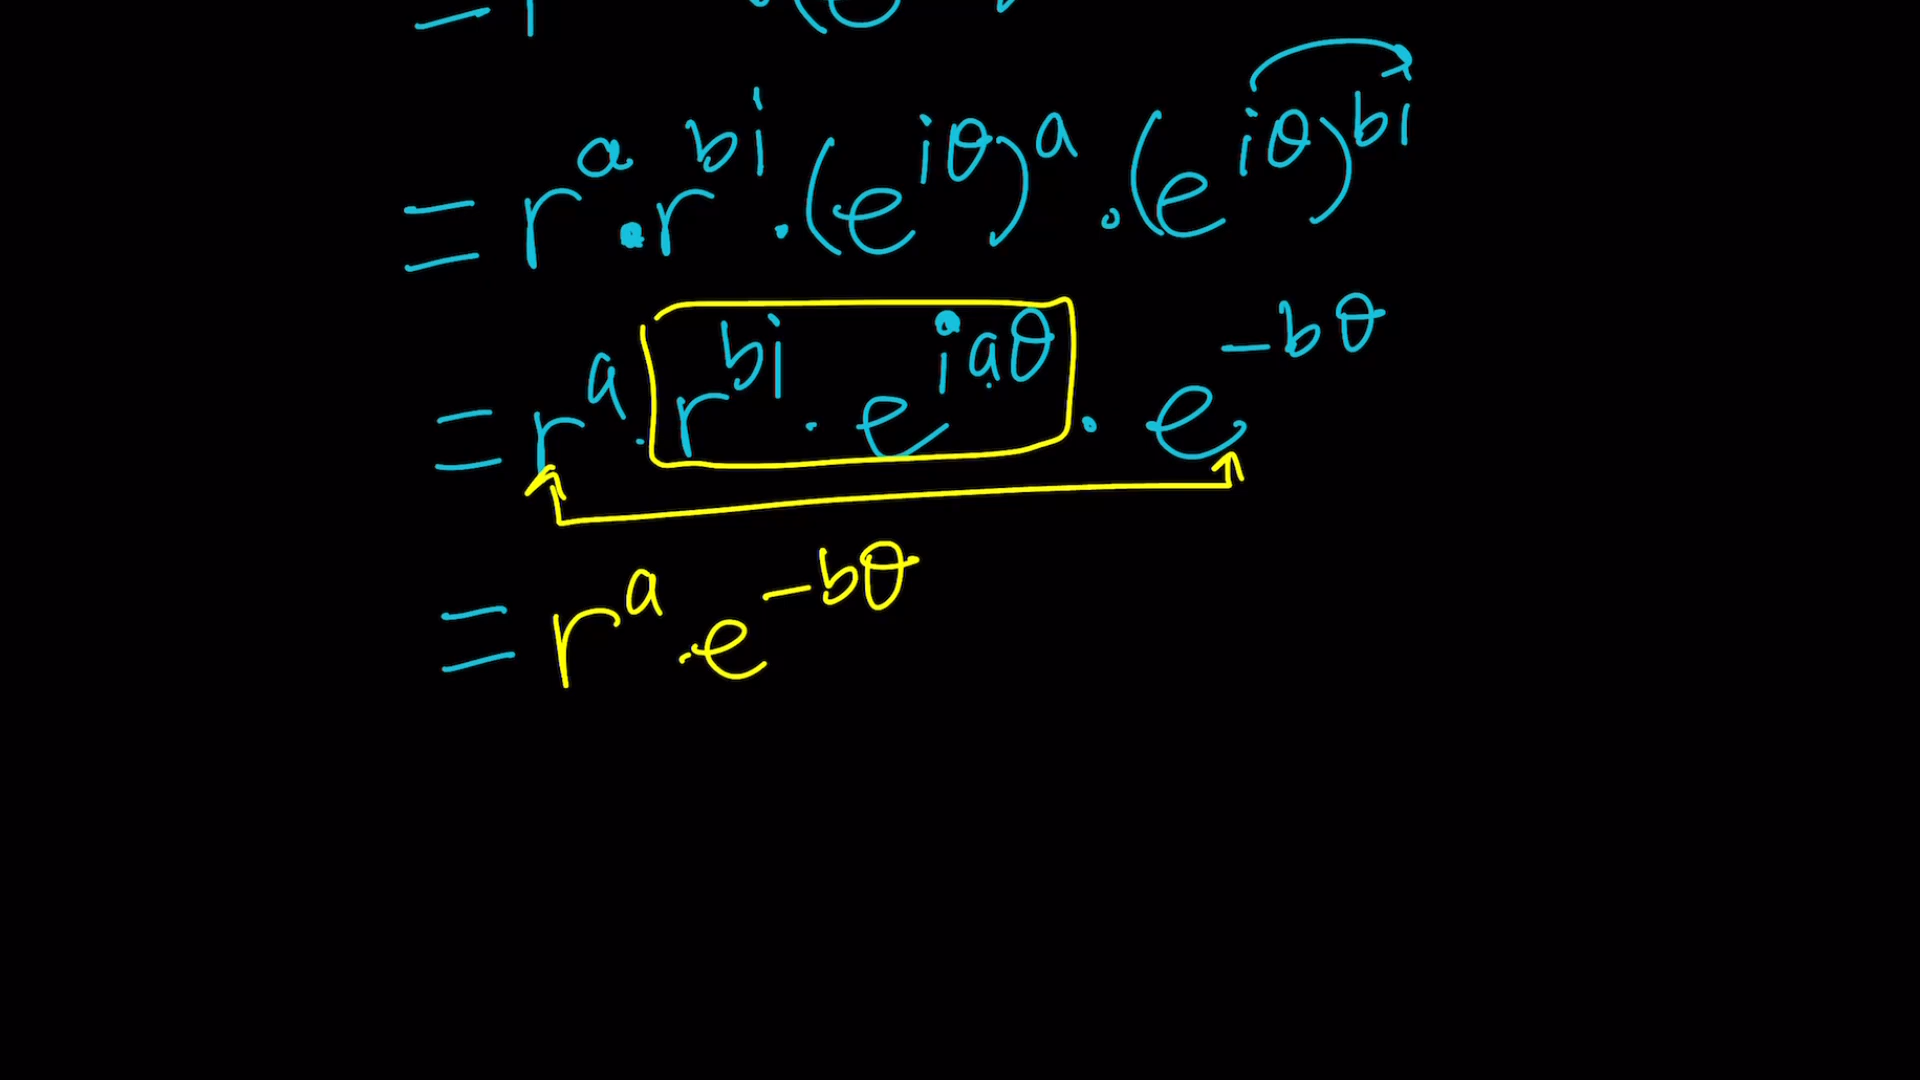 = r^a · r^{bi} · (e^{iθ})^a · (e^{iθ})^{bi}
= r^a · r^{bi} · e^{iaθ} · e^{-bθ}
= r^a · e^{-bθ}